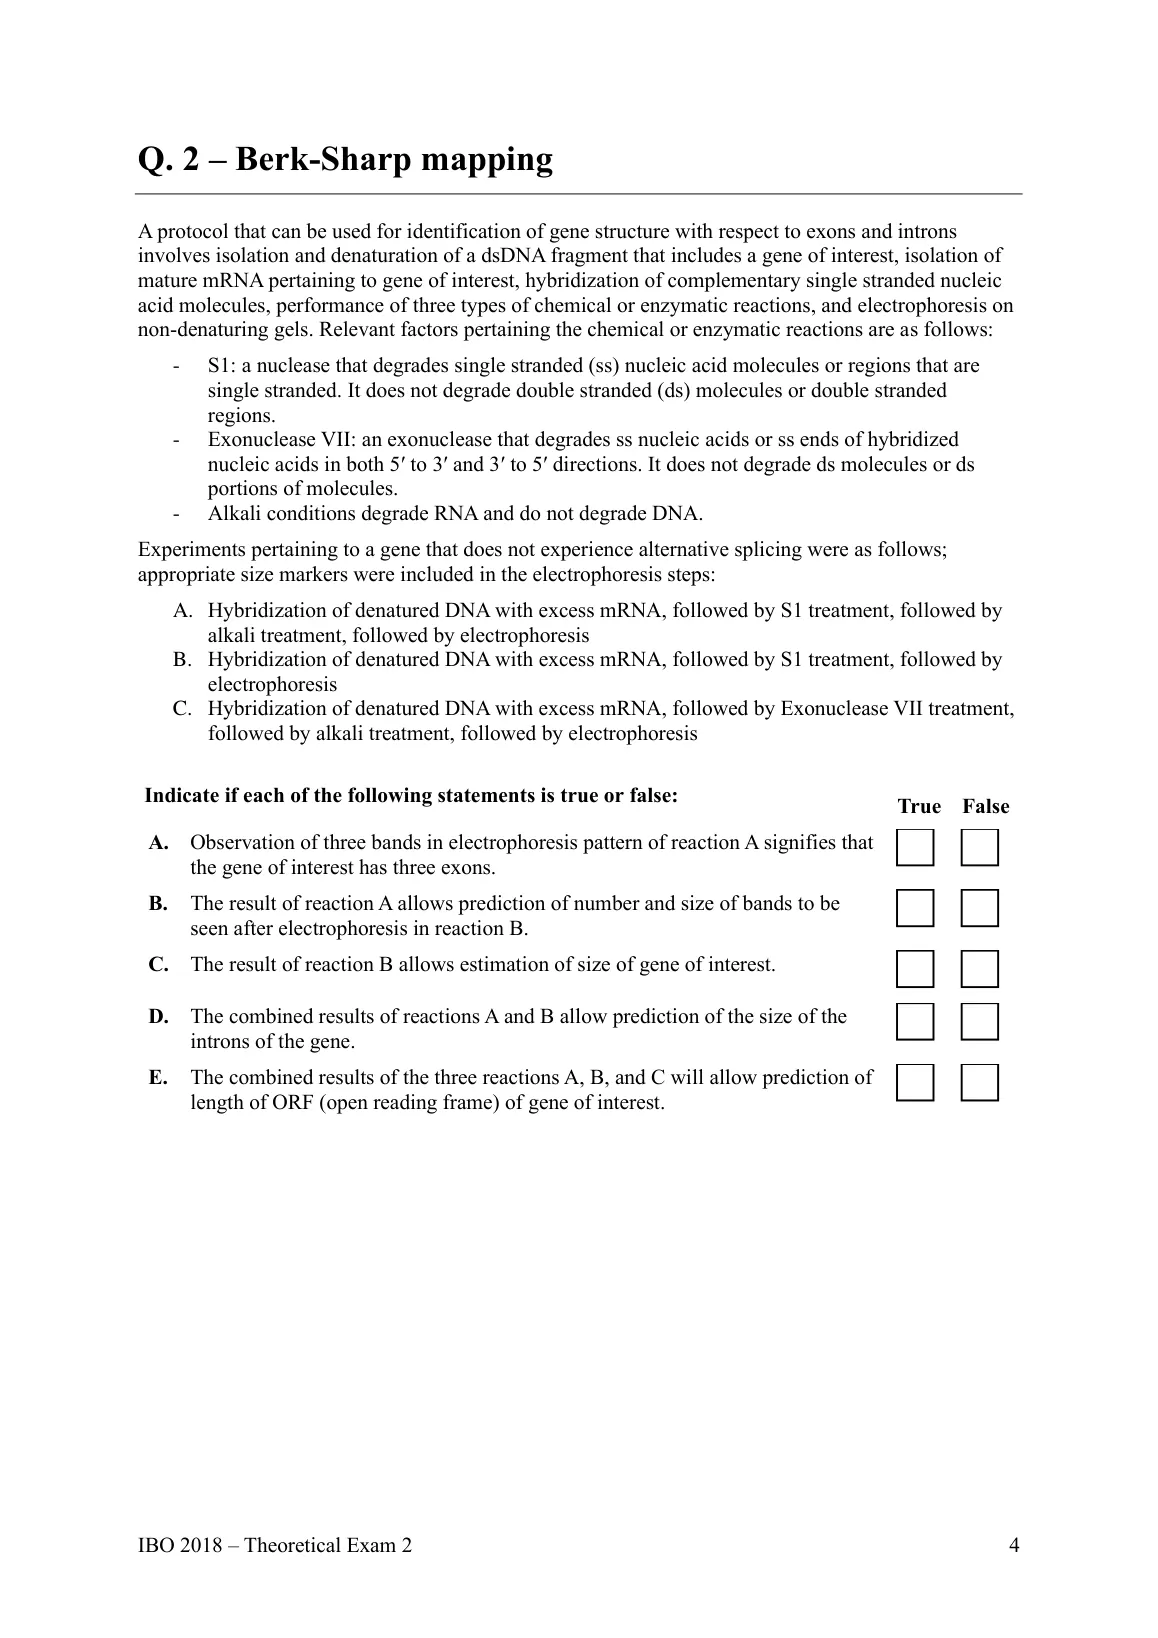 Q. 2 – Berk-Sharp mapping
A protocol that can be used for identification of gene structure with respect to exons and introns
involves isolation and denaturation of a dsDNA fragment that includes a gene of interest, isolation of
mature mRNA pertaining to gene of interest, hybridization of complementary single stranded nucleic
acid molecules, performance of three types of chemical or enzymatic reactions, and electrophoresis on
non-denaturing gels. Relevant factors pertaining the chemical or enzymatic reactions are as follows:
- S1: a nuclease that degrades single stranded (ss) nucleic acid molecules or regions that are
single stranded. It does not degrade double stranded (ds) molecules or double stranded
regions.
- Exonuclease VII: an exonuclease that degrades ss nucleic acids or ss ends of hybridized
nucleic acids in both 5′ to 3′ and 3′ to 5′ directions. It does not degrade ds molecules or ds
portions of molecules.
- Alkali conditions degrade RNA and do not degrade DNA.
Experiments pertaining to a gene that does not experience alternative splicing were as follows;
appropriate size markers were included in the electrophoresis steps:
A. Hybridization of denatured DNA with excess mRNA, followed by S1 treatment, followed by
alkali treatment, followed by electrophoresis
B. Hybridization of denatured DNA with excess mRNA, followed by S1 treatment, followed by
electrophoresis
C. Hybridization of denatured DNA with excess mRNA, followed by Exonuclease VII treatment,
followed by alkali treatment, followed by electrophoresis
Indicate if each of the following statements is true or false:
True False
A. Observation of three bands in electrophoresis pattern of reaction A signifies that
the gene of interest has three exons.
B. The result of reaction A allows prediction of number and size of bands to be
seen after electrophoresis in reaction B.
C. The result of reaction B allows estimation of size of gene of interest.
D. The combined results of reactions A and B allow prediction of the size of the
introns of the gene.
E. The combined results of the three reactions A, B, and C will allow prediction of
length of ORF (open reading frame) of gene of interest.
IBO 2018 – Theoretical Exam 2
4